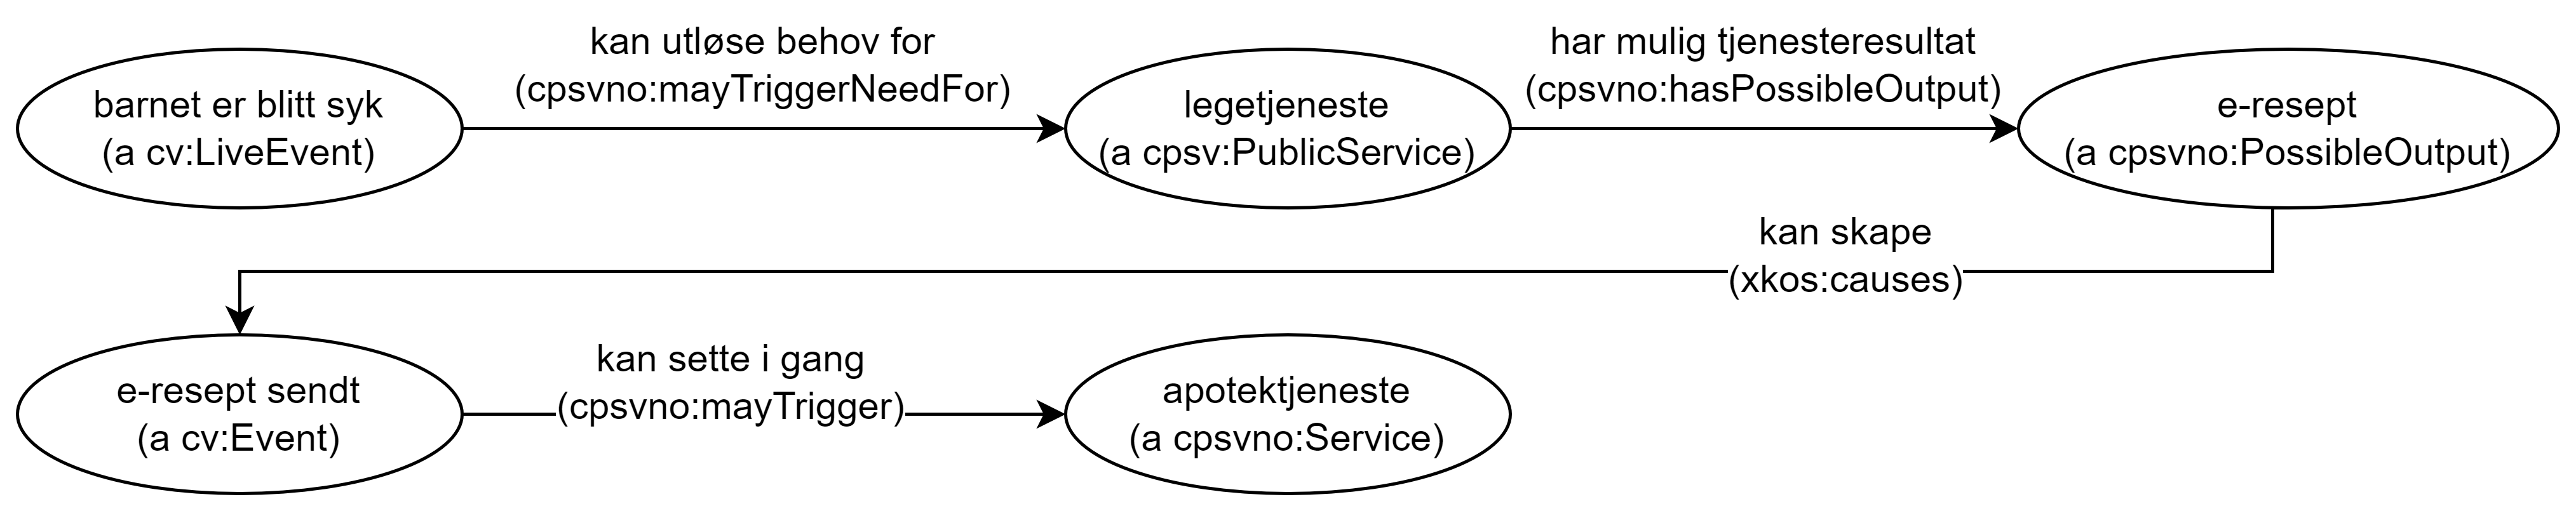 barnet er blitt syk
(a cv:LiveEvent)
kan utløse behov for
(cpsvno:mayTriggerNeedFor)
legetjeneste
(a cpsv:PublicService)
har mulig tjenesteresultat
(cpsvno:hasPossibleOutput)
e-resept
(a cpsvno:PossibleOutput)
kan skape
(xkos:causes)
e-resept sendt
(a cv:Event)
kan sette i gang
(cpsvno:mayTrigger)
apotektjeneste
(a cpsvno:Service)